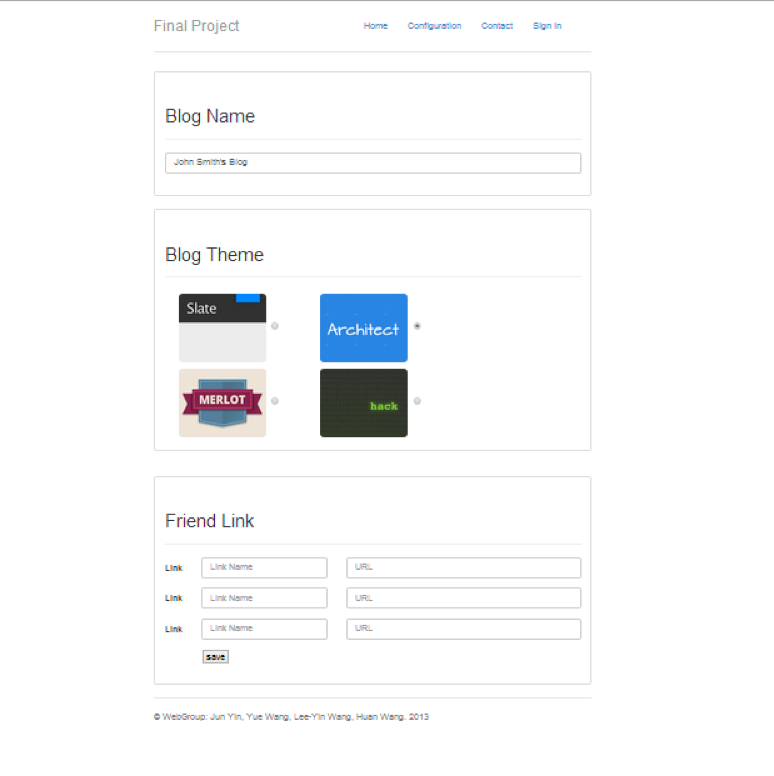 Final Project Home Configuration Contact Sign In
Blog Name
John Smith's Blog
Blog Theme
Slate
Architect
MERLOT
hack
Friend Link
Link Link Name URL
Link Link Name URL
Link Link Name URL
save
© WebGroup: Jun Yin, Yue Wang, Lee-Yin Wang, Huan Wang. 2013